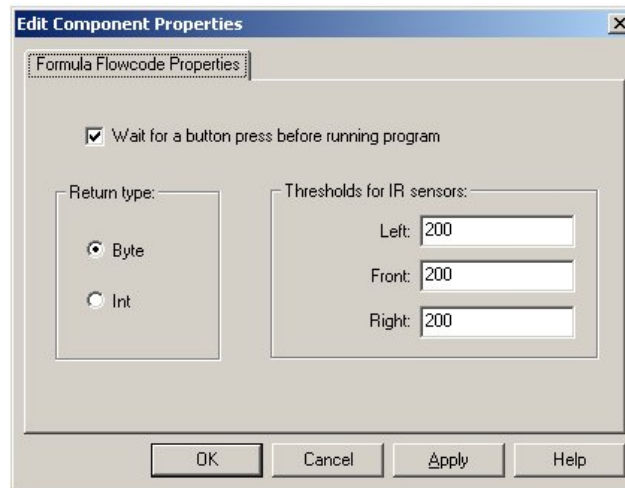 Edit Component Properties
Formula Flowcode Properties
Wait for a button press before running program
Return type:
Byte
Int
Thresholds for IR sensors:
Left: 200
Front: 200
Right: 200
OK Cancel Apply Help